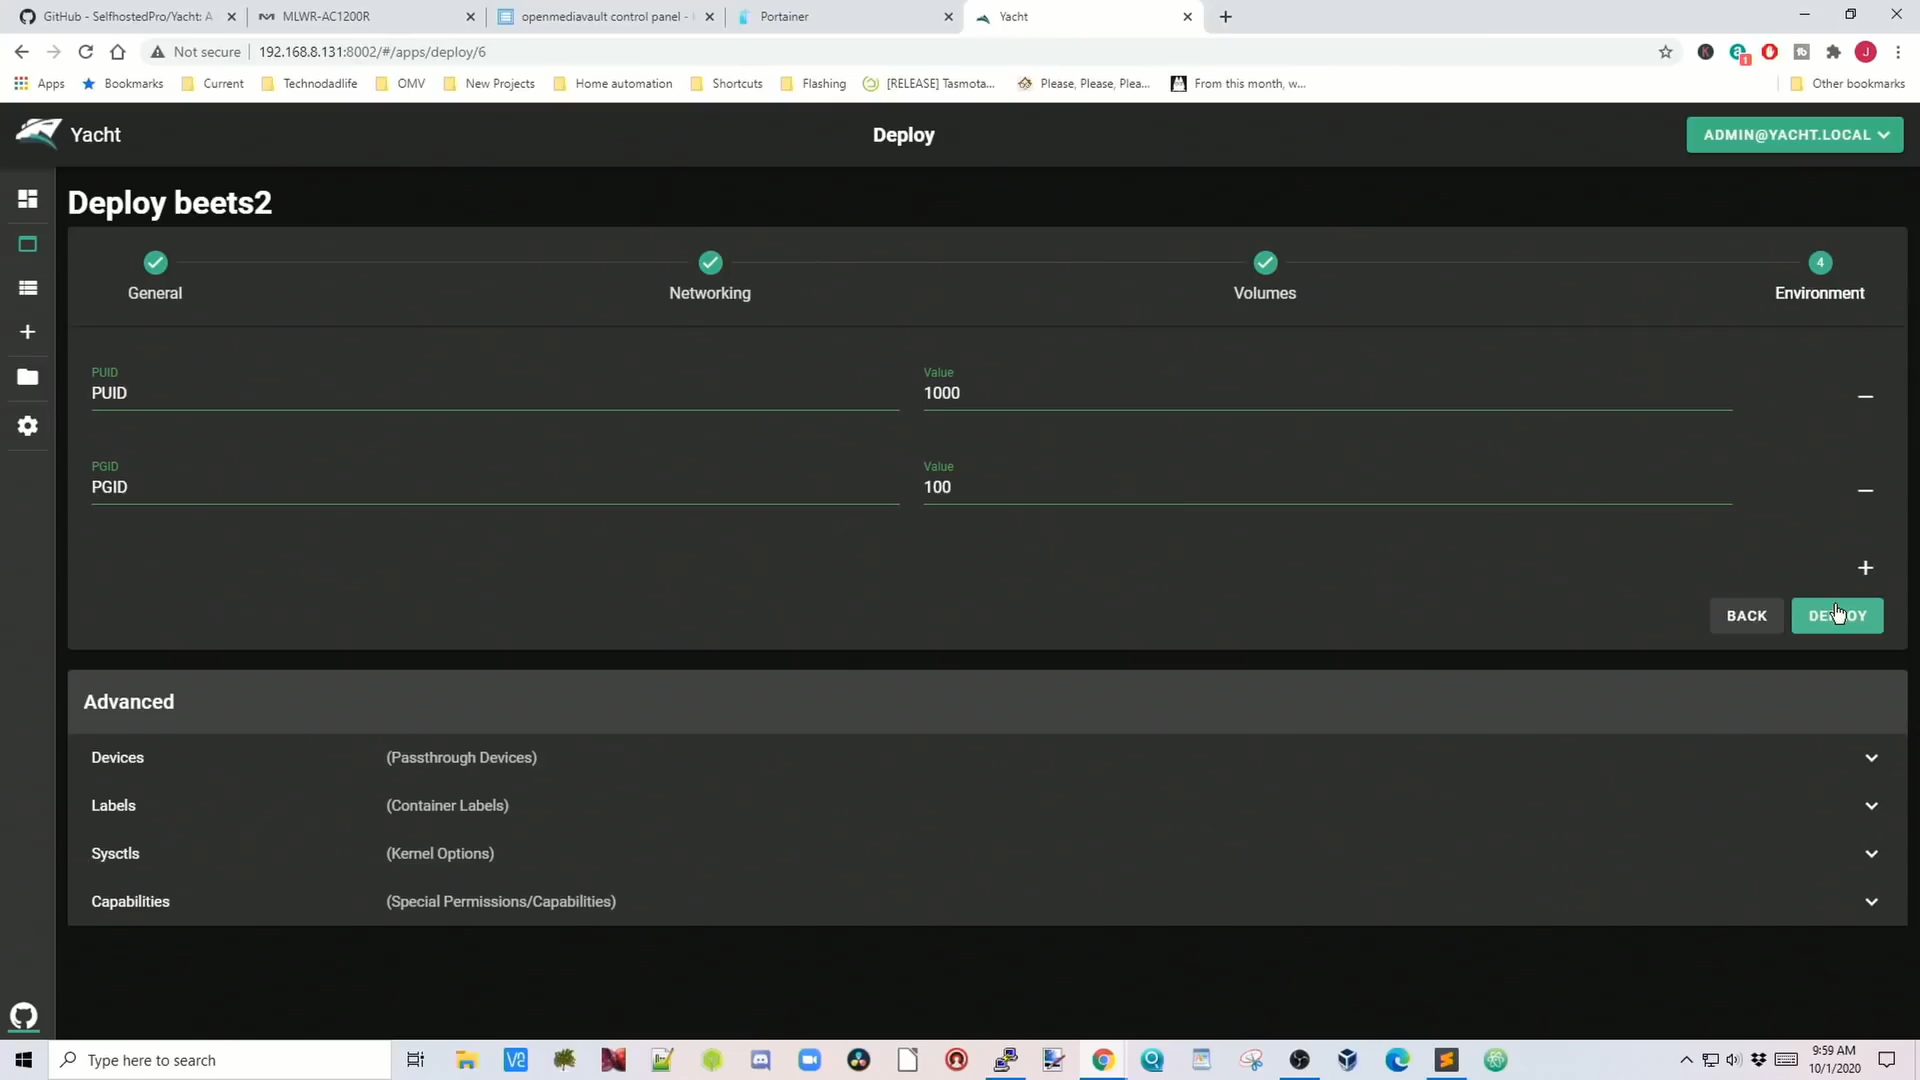 GitHub - SelfhostedPro/Yacht: A
MLWR-AC1200R
openmediavault control panel -
Portainer
Yacht
Not secure
192.168.8.131:8002/#/apps/deploy/6
Apps
Bookmarks
Current
Technodadlife
OMV
New Projects
Home automation
Shortcuts
Flashing
[RELEASE] Tasmota...
Please, Please, Plea...
From this month, w...
Other bookmarks
Yacht
Deploy
ADMIN@YACHT.LOCAL
Deploy beets2
General
Networking
Volumes
4
Environment
PUID
PUID
Value
1000
PGID
PGID
Value
100
BACK
Advanced
Devices
(Passthrough Devices)
Labels
(Container Labels)
Sysctls
(Kernel Options)
Capabilities
(Special Permissions/Capabilities)
Type here to search
9:59 AM
10/1/2020